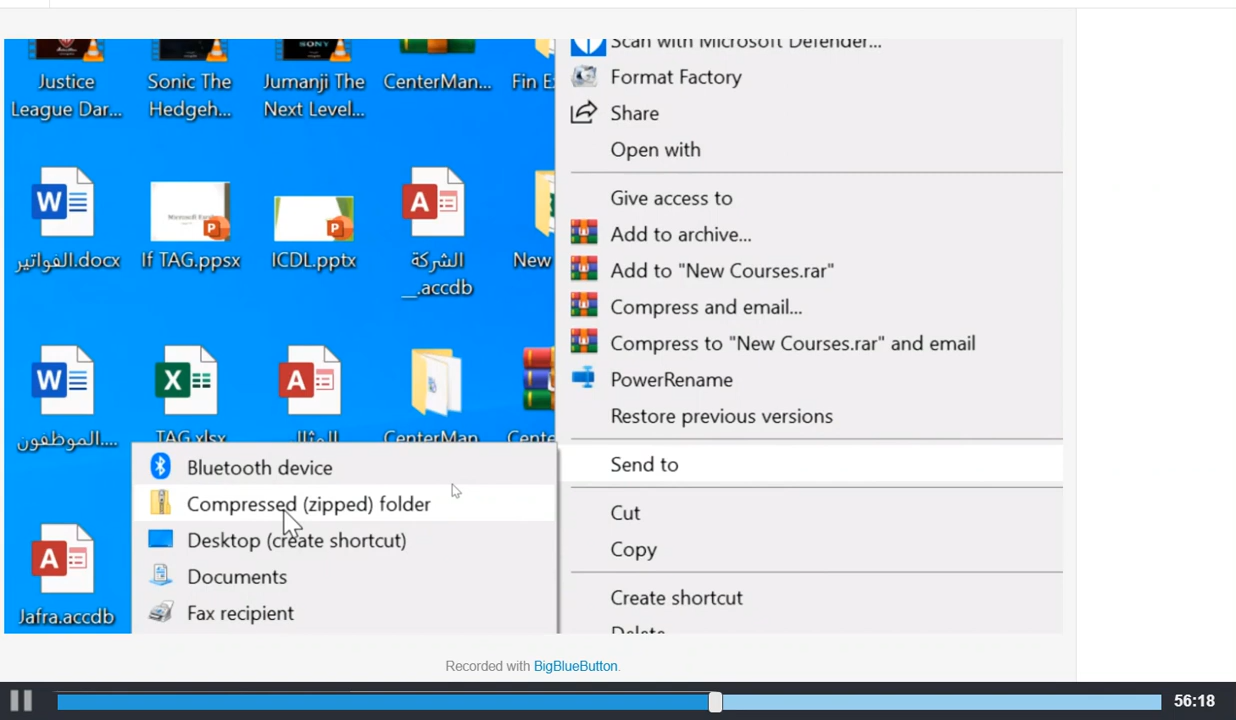 Justice
League Dar...
Sonic The
Hedgeh...
Jumanji The
Next Level...
CenterMan...
Fin E
الفواتير.docx
If TAG.ppsx
ICDL.pptx
الشركة
__.accdb
New
الموظفون....
TAG.xlsx
المثال
CenterMan
Cente
Jafra.accdb
Scan with Microsoft Defender...
Format Factory
Share
Open with
Give access to
Add to archive...
Add to "New Courses.rar"
Compress and email...
Compress to "New Courses.rar" and email
PowerRename
Restore previous versions
Send to
Cut
Copy
Create shortcut
Delete
Bluetooth device
Compressed (zipped) folder
Desktop (create shortcut)
Documents
Fax recipient
Recorded with BigBlueButton.
56:18